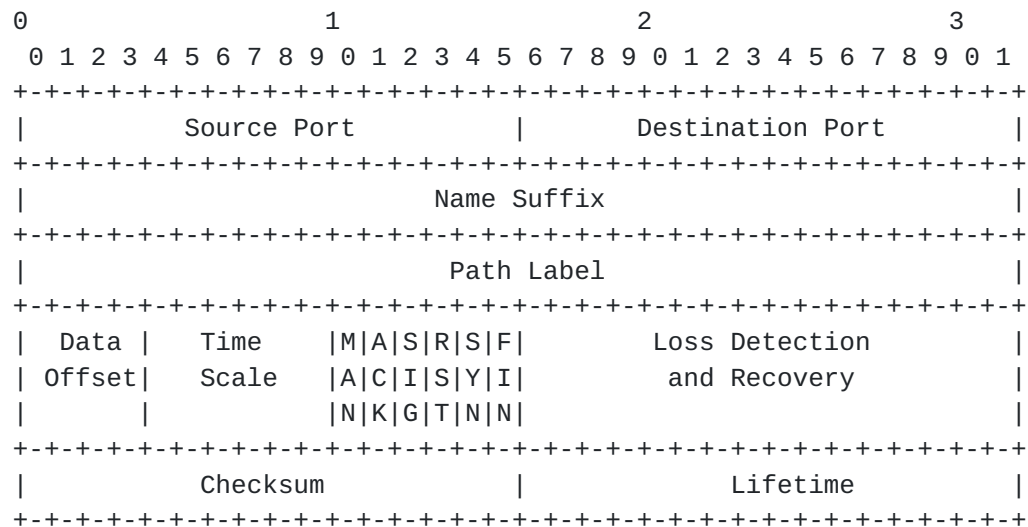 0                   1                   2                   3
 0 1 2 3 4 5 6 7 8 9 0 1 2 3 4 5 6 7 8 9 0 1 2 3 4 5 6 7 8 9 0 1
+-+-+-+-+-+-+-+-+-+-+-+-+-+-+-+-+-+-+-+-+-+-+-+-+-+-+-+-+-+-+-+-+
|          Source Port          |       Destination Port        |
+-+-+-+-+-+-+-+-+-+-+-+-+-+-+-+-+-+-+-+-+-+-+-+-+-+-+-+-+-+-+-+-+
|                          Name Suffix                          |
+-+-+-+-+-+-+-+-+-+-+-+-+-+-+-+-+-+-+-+-+-+-+-+-+-+-+-+-+-+-+-+-+
|                           Path Label                          |
+-+-+-+-+-+-+-+-+-+-+-+-+-+-+-+-+-+-+-+-+-+-+-+-+-+-+-+-+-+-+-+-+
|  Data |   Time    |M|A|S|R|S|F|        Loss Detection         |
| Offset|   Scale   |A|C|I|S|Y|I|         and Recovery          |
|       |           |N|K|G|T|N|N|                               |
+-+-+-+-+-+-+-+-+-+-+-+-+-+-+-+-+-+-+-+-+-+-+-+-+-+-+-+-+-+-+-+-+
|           Checksum            |             Lifetime          |
+-+-+-+-+-+-+-+-+-+-+-+-+-+-+-+-+-+-+-+-+-+-+-+-+-+-+-+-+-+-+-+-+